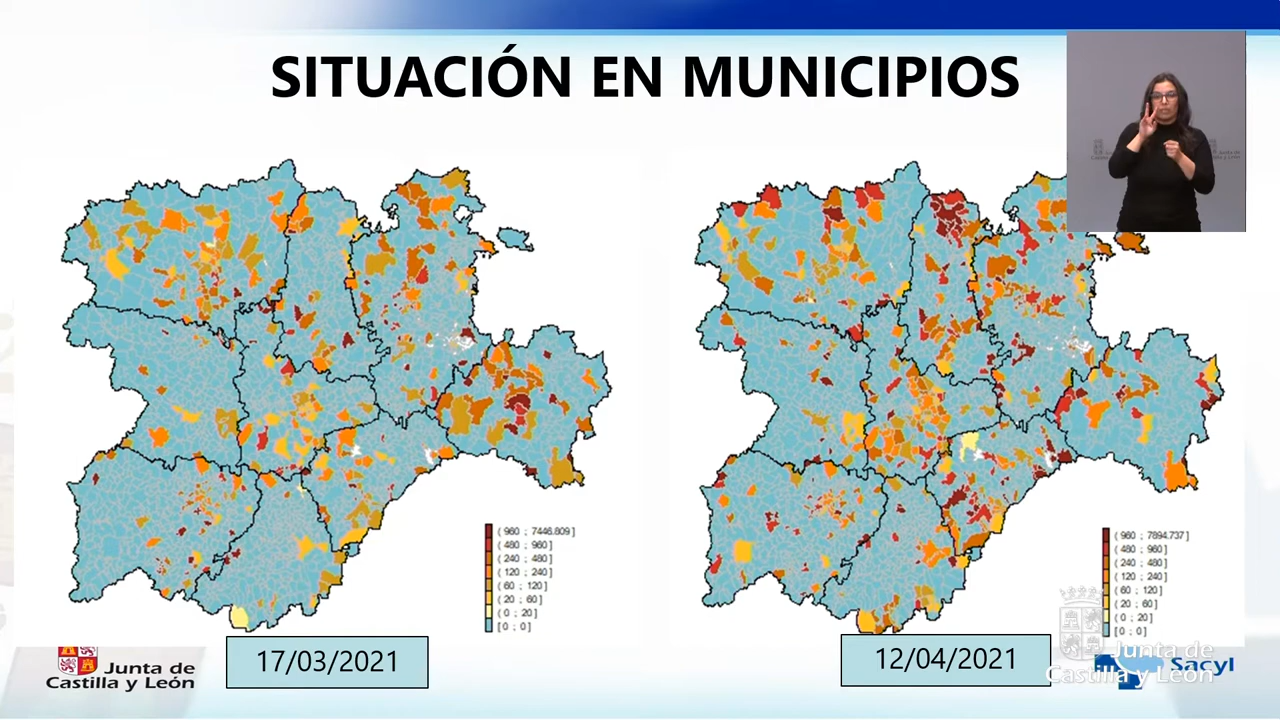 SITUACIÓN EN MUNICIPIOS
( 960 ; 7446.809 ]
( 480 ; 960 ]
( 240 ; 480 ]
( 120 ; 240 ]
( 60 ; 120 ]
( 20 ; 60 ]
( 0 ; 20 ]
[ 0 ; 0 ]
( 960 ; 7894.737 ]
( 480 ; 960 ]
( 240 ; 480 ]
( 120 ; 240 ]
( 60 ; 120 ]
( 20 ; 60 ]
( 0 ; 20 ]
[ 0 ; 0 ]
Junta de
Castilla y León
17/03/2021
12/04/2021
Junta de
Castilla y León
Sacyl